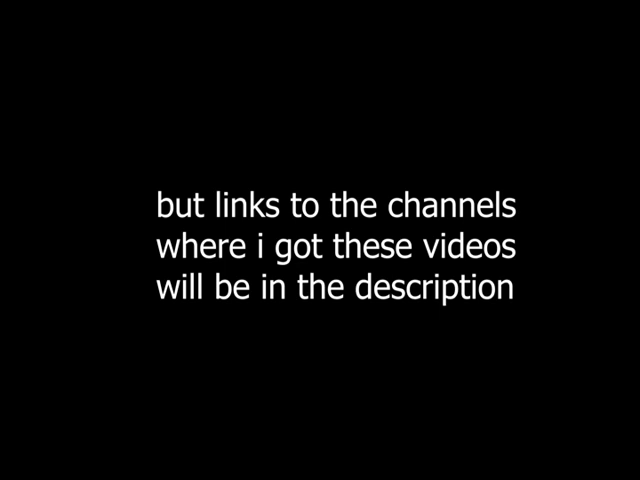 but links to the channels
where i got these videos
will be in the description